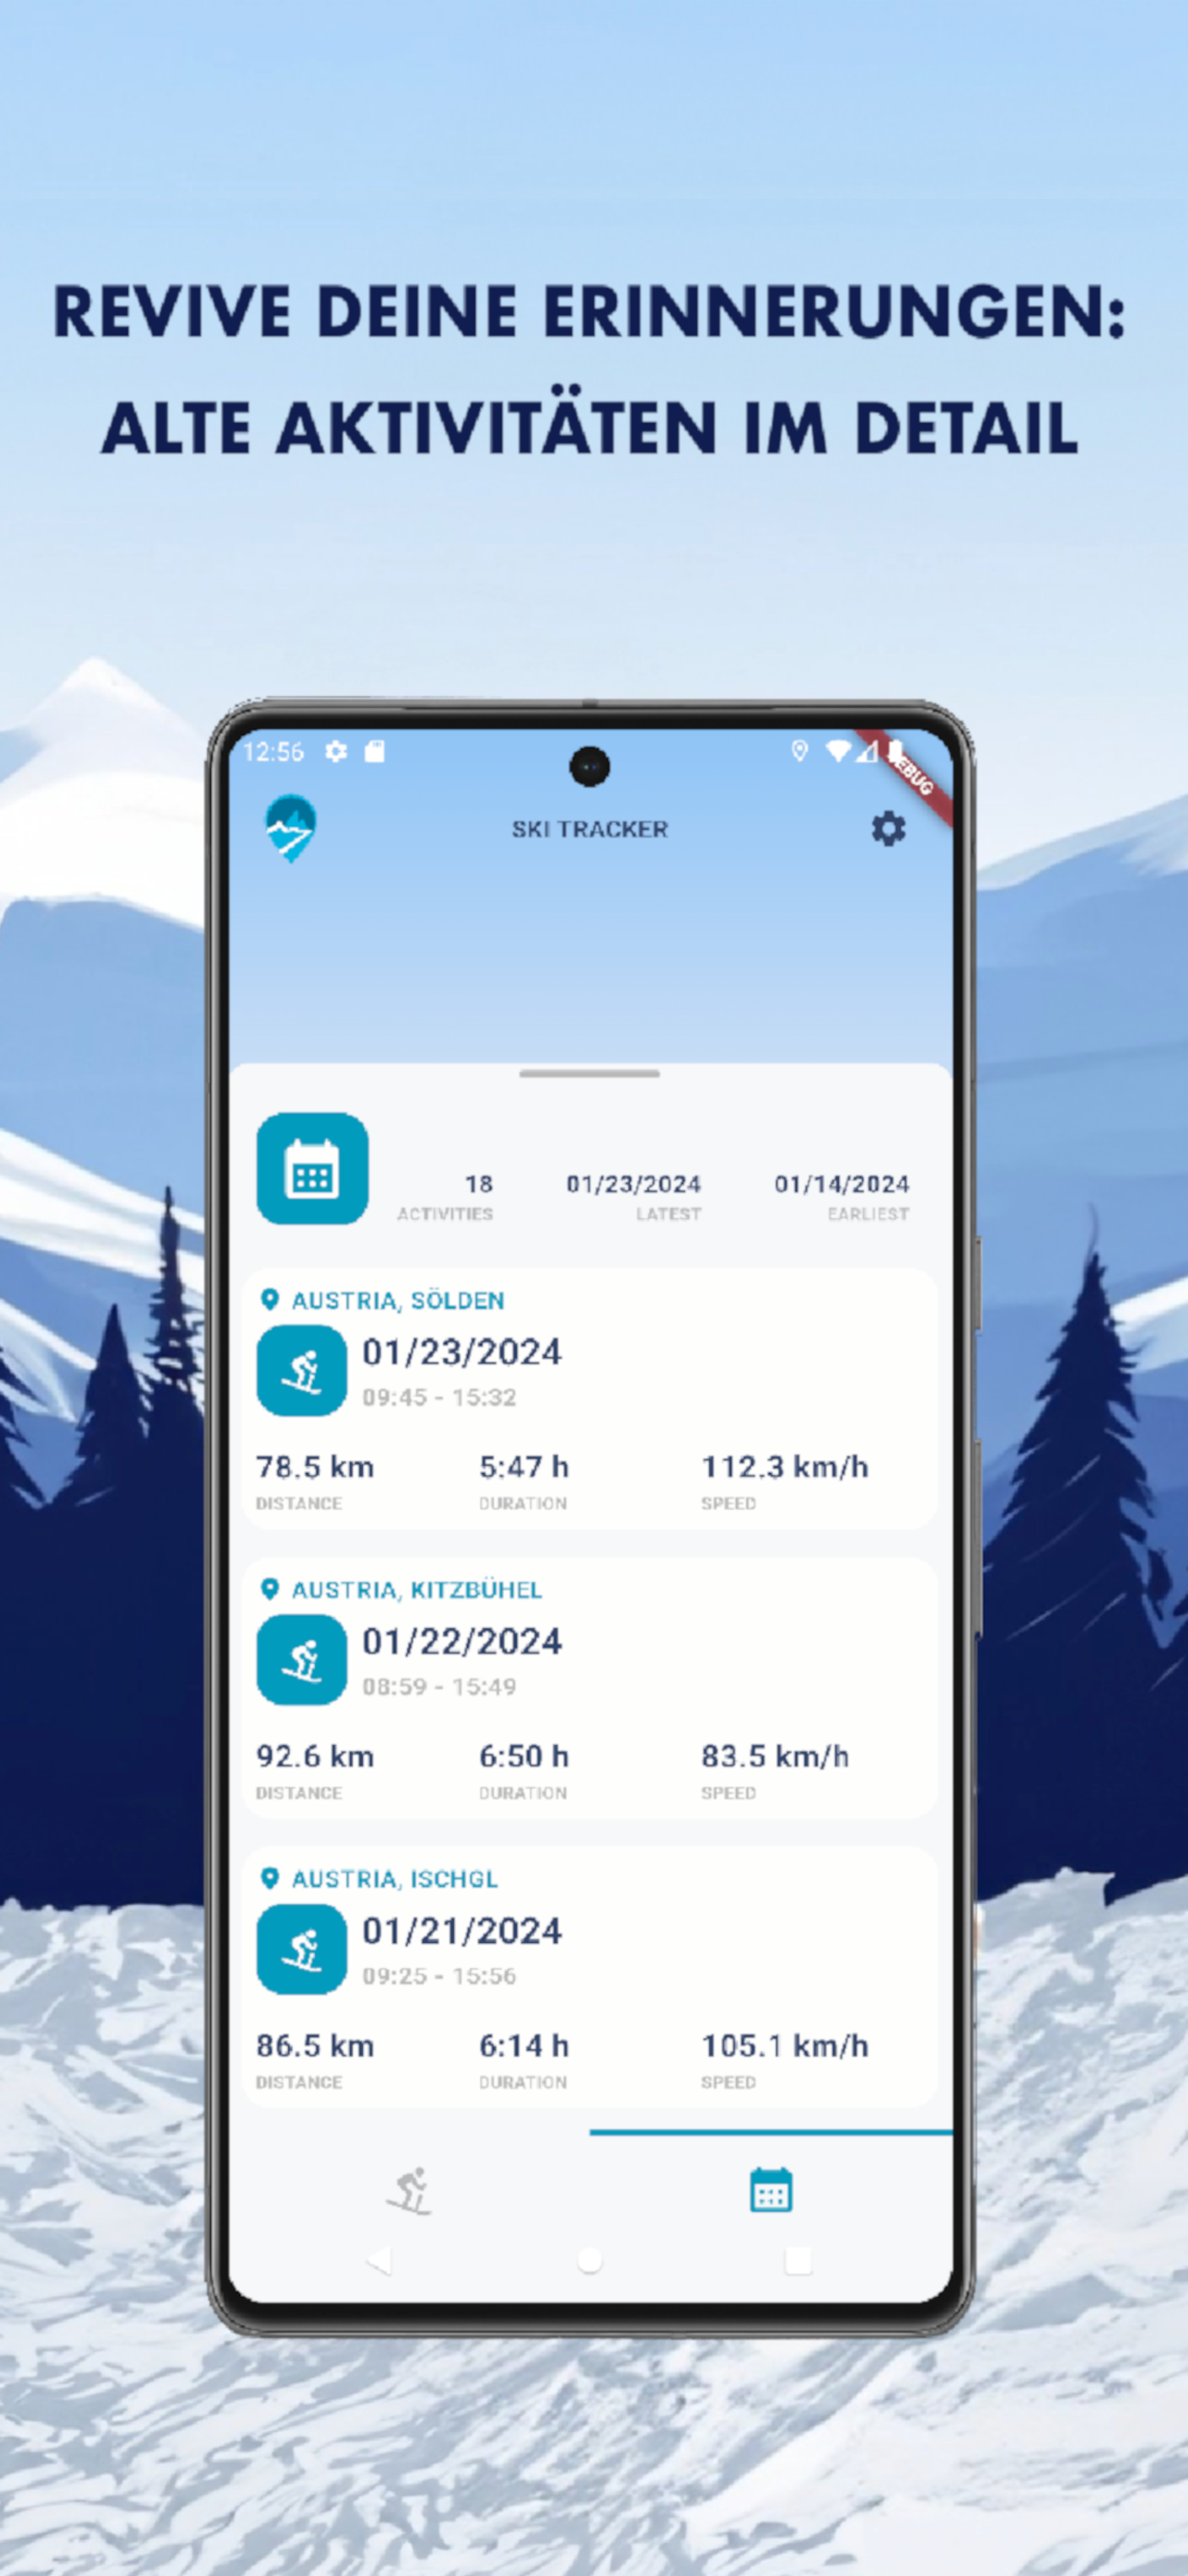 REVIVE DEINE ERINNERUNGEN:
ALTE AKTIVITÄTEN IM DETAIL
12:56
EBUG
SKI TRACKER
18 01/23/2024 01/14/2024
ACTIVITIES LATEST EARLIEST
AUSTRIA, SÖLDEN
01/23/2024
09:45 - 15:32
78.5 km 5:47 h 112.3 km/h
DISTANCE DURATION SPEED
AUSTRIA, KITZBÜHEL
01/22/2024
08:59 - 15:49
92.6 km 6:50 h 83.5 km/h
DISTANCE DURATION SPEED
AUSTRIA, ISCHGL
01/21/2024
09:25 - 15:56
86.5 km 6:14 h 105.1 km/h
DISTANCE DURATION SPEED